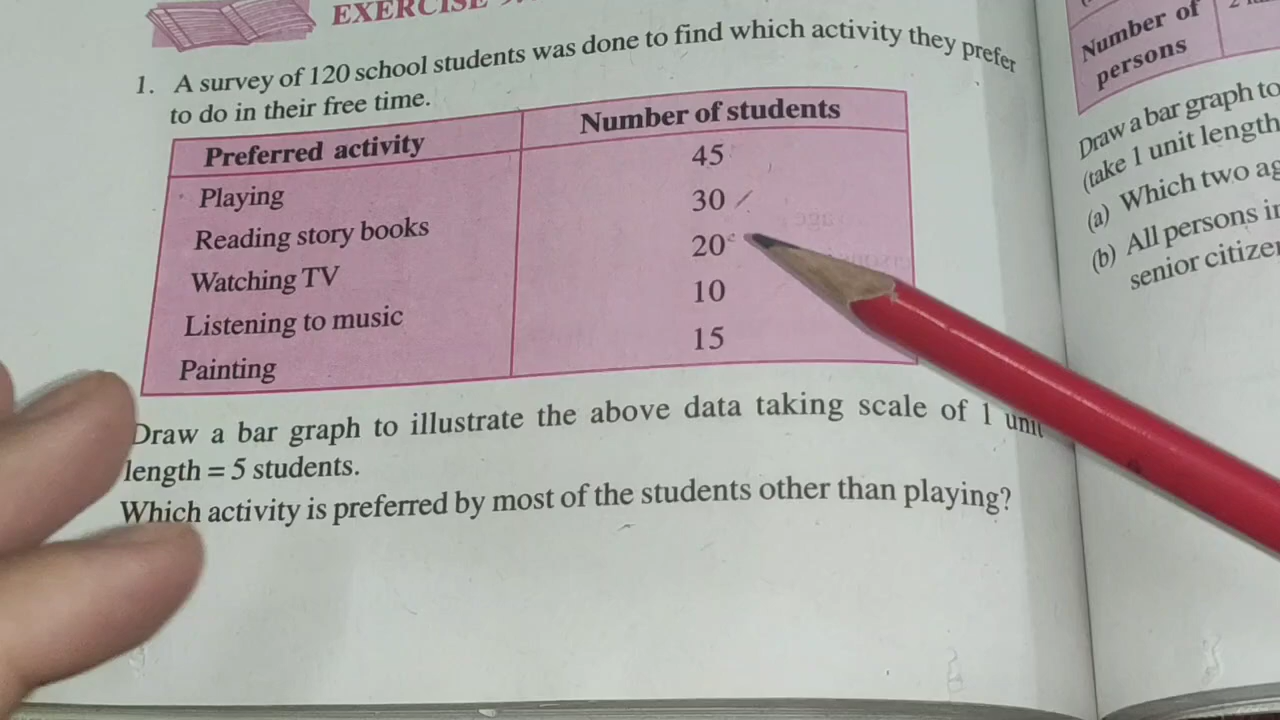 EXERCISE
1. A survey of 120 school students was done to find which activity they prefer
to do in their free time.
Preferred activity Number of students
Playing 45
Reading story books 30
Watching TV 20
Listening to music 10
Painting 15
Draw a bar graph to illustrate the above data taking scale of 1 unit
length = 5 students.
Which activity is preferred by most of the students other than playing?
Number of
persons
Draw a bar graph to
(take 1 unit length
(a) Which two
(b) All persons
senior